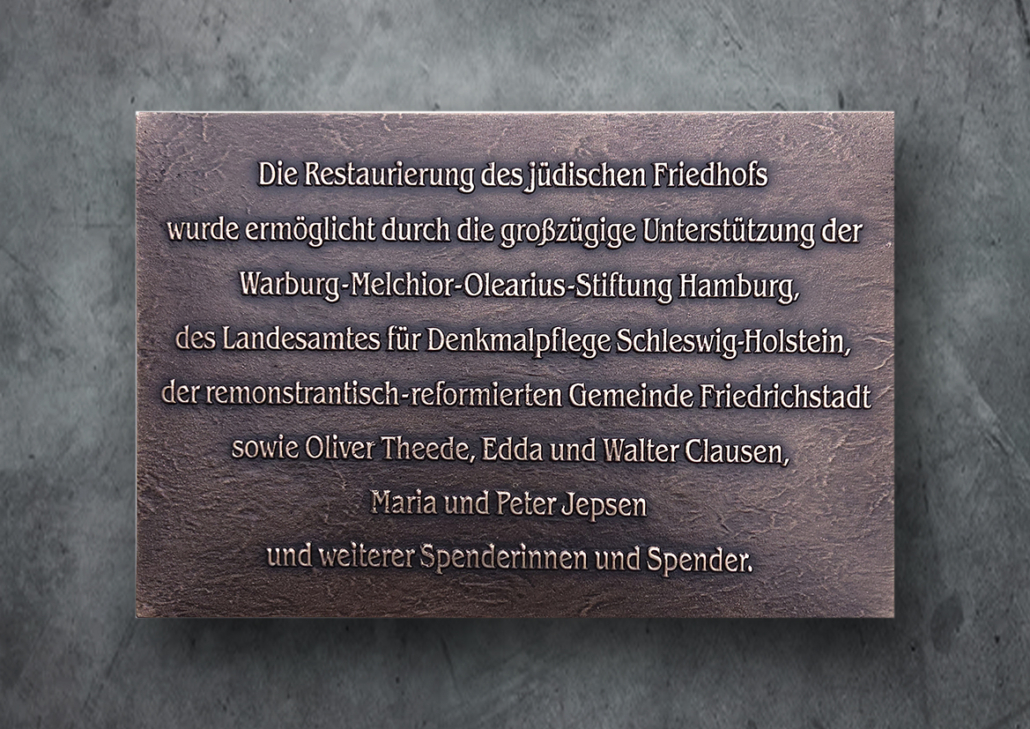 Die Restaurierung des jüdischen Friedhofs
wurde ermöglicht durch die großzügige Unterstützung der
Warburg-Melchior-Olearius-Stiftung Hamburg,
des Landesamtes für Denkmalpflege Schleswig-Holstein,
der remonstrantisch-reformierten Gemeinde Friedrichstadt
sowie Oliver Theede, Edda und Walter Clausen,
Maria und Peter Jepsen
und weiterer Spenderinnen und Spender.